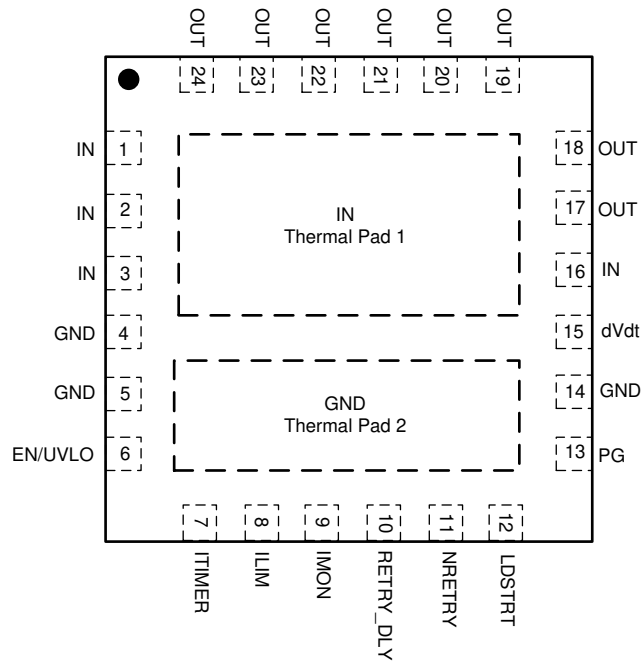 OUT OUT OUT OUT OUT OUT
24 23 22 21 20 19
IN 1
18 OUT
IN 2
17 OUT
IN
Thermal Pad 1
IN 3
16 IN
GND 4
15 dVdt
GND 5
14 GND
GND
Thermal Pad 2
EN/UVLO 6
13 PG
7 8 9 10 11 12
ITIMER ILIM IMON RETRY_DLY NRETRY LDSTRT